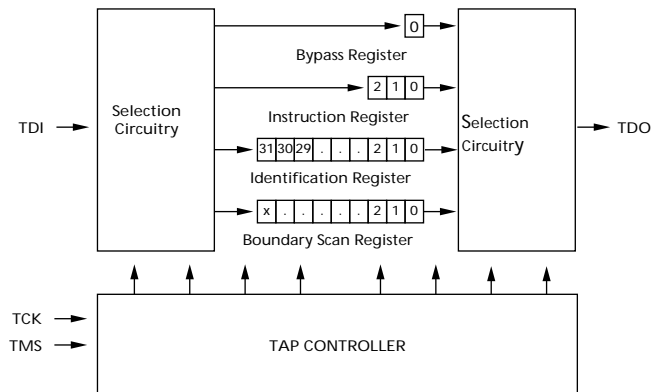 0
Bypass Register
2 1 0
Selection
Circuitry
Instruction Register
Selection
Circuitry
TDI
TDO
31 30 29 . . . 2 1 0
Identification Register
x . . . . . 2 1 0
Boundary Scan Register
TCK
TMS
TAP CONTROLLER